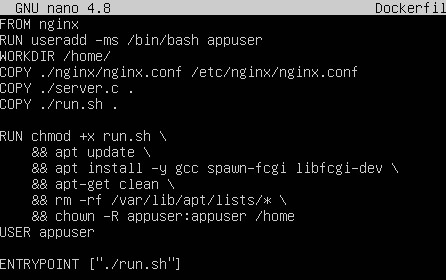 GNU nano 4.8 Dockerfil
FROM nginx
RUN useradd -ms /bin/bash appuser
WORKDIR /home/
COPY ./nginx/nginx.conf /etc/nginx/nginx.conf
COPY ./server.c .
COPY ./run.sh .
RUN chmod +x run.sh \
&& apt update \
&& apt install -y gcc spawn-fcgi libfcgi-dev \
&& apt-get clean \
&& rm -rf /var/lib/apt/lists/* \
&& chown -R appuser:appuser /home
USER appuser
ENTRYPOINT ["./run.sh"]